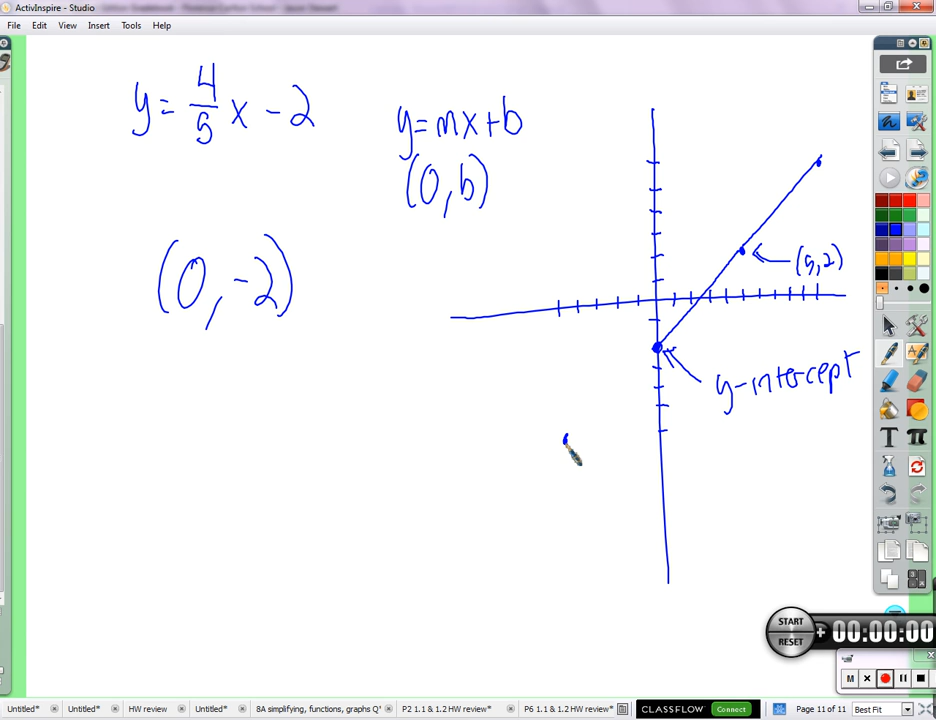 ActivInspire - Studio
File Edit View Insert Tools Help
y = 4/5 x - 2
y = mx + b
(0, b)
(0, -2)
(5,2)
y-intercept
START
RESET
00:00:00
M
Untitled* Untitled* HW review Untitled* 8A simplifying, functions, graphs Q* P2 1.1 & 1.2 HW review* P6 1.1 & 1.2 HW review* CLASSFLOW Connect Page 11 of 11 Best Fit